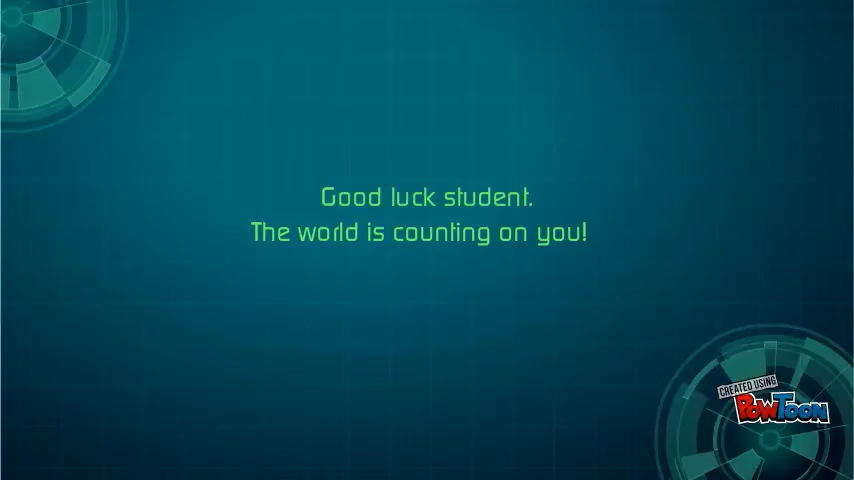 Good luck student.
The world is counting on you!
CREATED USING
POWTOON